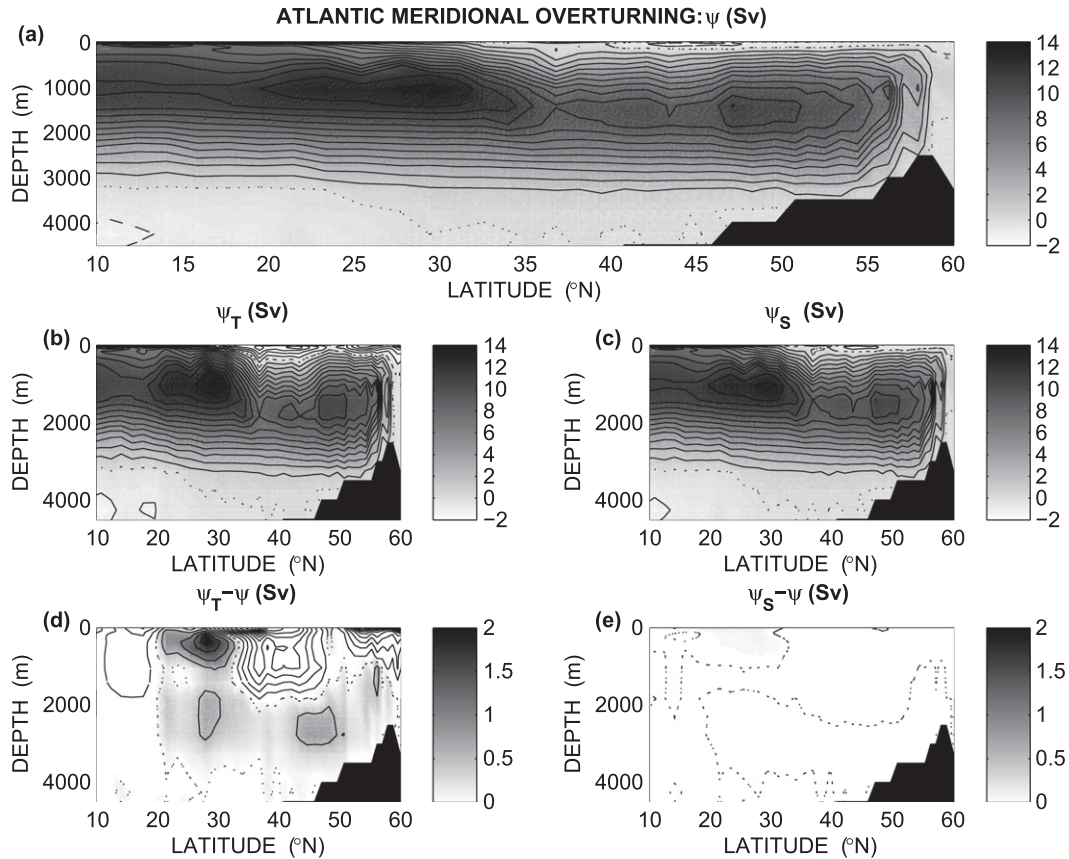 ATLANTIC MERIDIONAL OVERTURNING: ψ (Sv)
(a)
0
1000
2000
3000
4000
DEPTH (m)
10 15 20 25 30 35 40 45 50 55 60
LATITUDE (°N)
14
12
10
8
6
4
2
0
−2
ψT (Sv)
(b)
0
2000
4000
DEPTH (m)
10 20 30 40 50 60
LATITUDE (°N)
14
12
10
8
6
4
2
0
−2
ψS (Sv)
(c)
0
2000
4000
DEPTH (m)
10 20 30 40 50 60
LATITUDE (°N)
14
12
10
8
6
4
2
0
−2
ψT−ψ (Sv)
(d)
0
2000
4000
DEPTH (m)
10 20 30 40 50 60
LATITUDE (°N)
2
1.5
1
0.5
0
ψS−ψ (Sv)
(e)
0
2000
4000
DEPTH (m)
10 20 30 40 50 60
LATITUDE (°N)
2
1.5
1
0.5
0